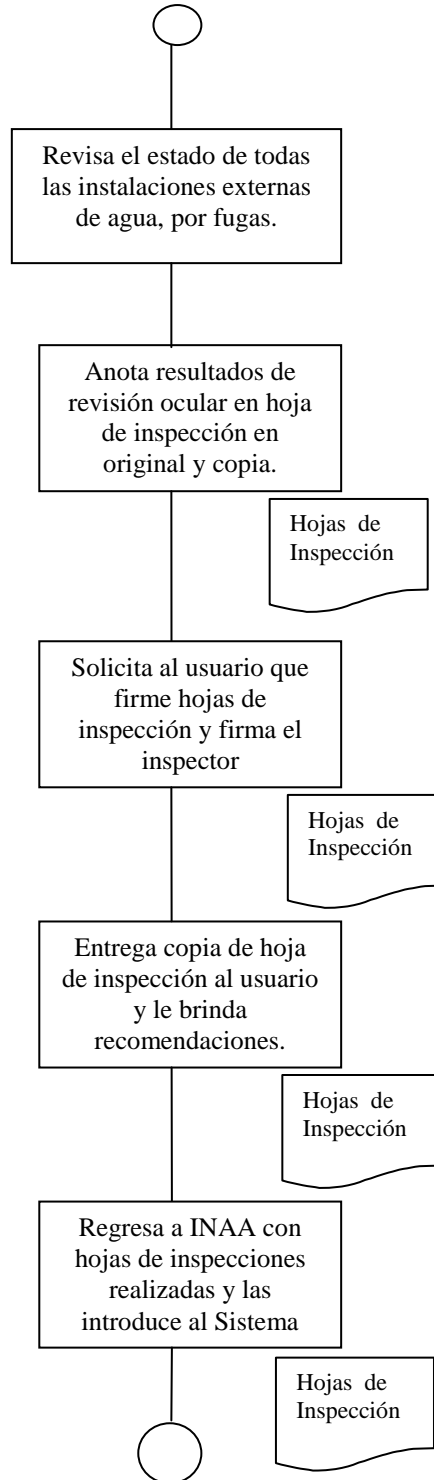 Revisa el estado de todas
las instalaciones externas
de agua, por fugas.
Anota resultados de
revisión ocular en hoja
de inspección en
original y copia.
Hojas de
Inspección
Solicita al usuario que
firme hojas de
inspección y firma el
inspector
Hojas de
Inspección
Entrega copia de hoja
de inspección al usuario
y le brinda
recomendaciones.
Hojas de
Inspección
Regresa a INAA con
hojas de inspecciones
realizadas y las
introduce al Sistema
Hojas de
Inspección